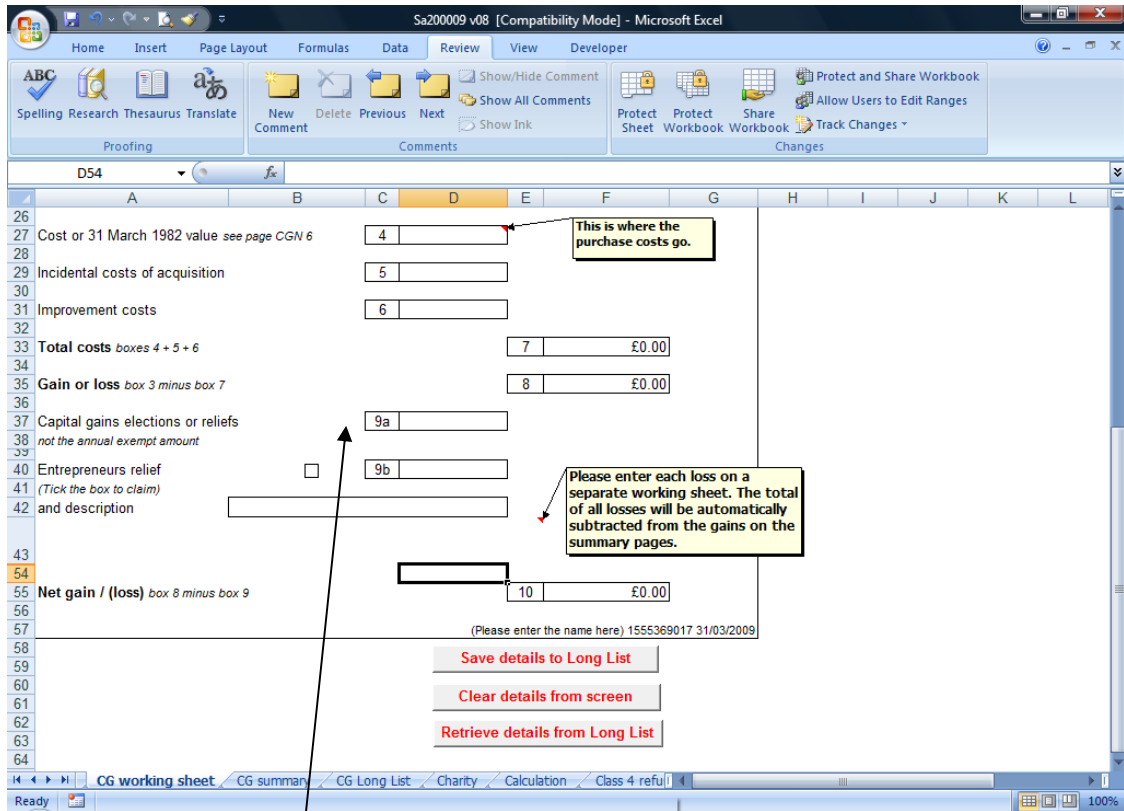 Sa200009 v08 [Compatibility Mode] - Microsoft Excel
Home Insert Page Layout Formulas Data Review View Developer
ABC
Spelling Research Thesaurus Translate
Proofing
New Comment Delete Previous Next
Show/Hide Comment
Show All Comments
Show Ink
Comments
Protect Sheet Protect Workbook Share Workbook
Protect and Share Workbook
Allow Users to Edit Ranges
Track Changes
Changes
D54 fx
A B C D E F G H I J K L
26
27 Cost or 31 March 1982 value see page CGN 6 4
This is where the
purchase costs go.
28
29 Incidental costs of acquisition 5
30
31 Improvement costs 6
32
33 Total costs boxes 4 + 5 + 6 7 £0.00
34
35 Gain or loss box 3 minus box 7 8 £0.00
36
37 Capital gains elections or reliefs 9a
38 not the annual exempt amount
39
40 Entrepreneurs relief 9b
41 (Tick the box to claim)
42 and description
Please enter each loss on a
separate working sheet. The total
of all losses will be automatically
subtracted from the gains on the
summary pages.
43
54
55 Net gain / (loss) box 8 minus box 9 10 £0.00
56
57 (Please enter the name here) 1555369017 31/03/2009
58
59 Save details to Long List
60
61 Clear details from screen
62
63 Retrieve details from Long List
64
CG working sheet CG summary CG Long List Charity Calculation Class 4 refu
Ready 100%